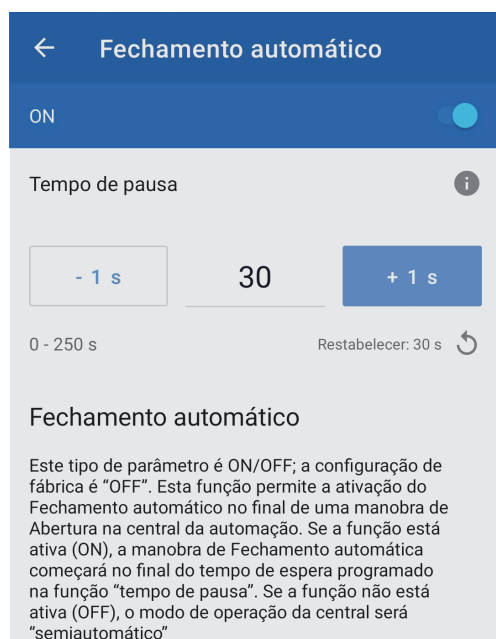 Fechamento automático
ON
Tempo de pausa
- 1 s
30
+ 1 s
0 - 250 s
Restabelecer: 30 s
Fechamento automático
Este tipo de parâmetro é ON/OFF; a configuração de
fábrica é “OFF”. Esta função permite a ativação do
Fechamento automático no final de uma manobra de
Abertura na central da automação. Se a função está
ativa (ON), a manobra de Fechamento automática
começará no final do tempo de espera programado
na função “tempo de pausa”. Se a função não está
ativa (OFF), o modo de operação da central será
“semiautomático”